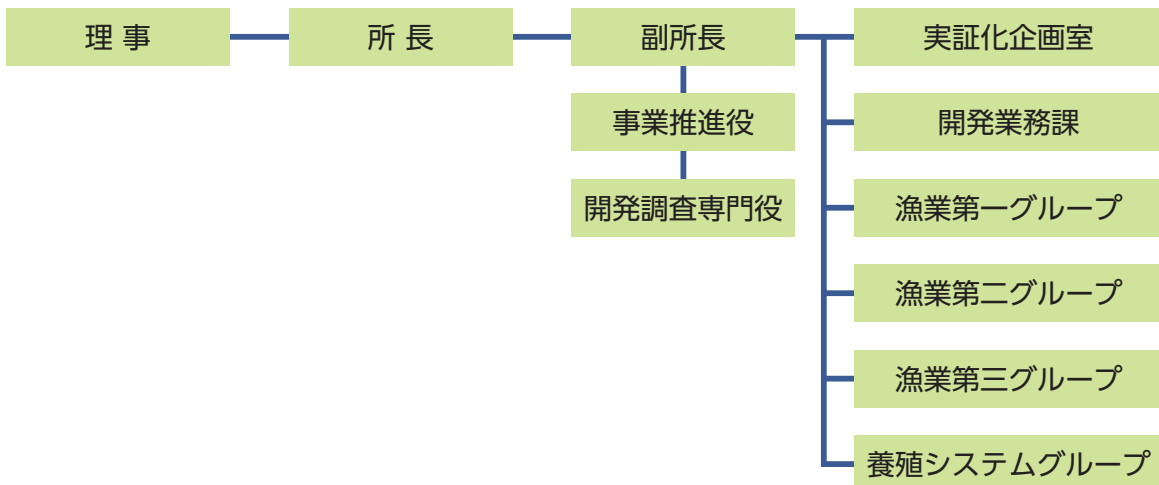 理 事
所 長
副所長
事業推進役
開発調査専門役
実証化企画室
開発業務課
漁業第一グループ
漁業第二グループ
漁業第三グループ
養殖システムグループ